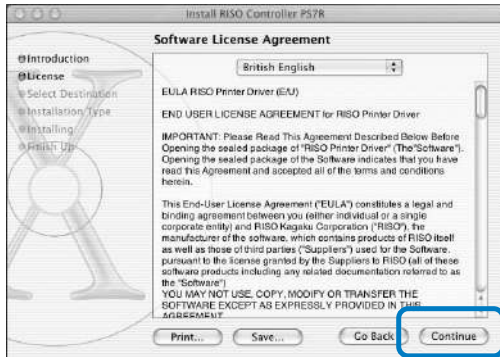 Install RISO Controller PS7R
Software License Agreement
Introduction
License
Select Destination
Installation Type
Installing
Finish Up
British English
EULA RISO Printer Driver (E/U)
END USER LICENSE AGREEMENT for RISO Printer Driver
IMPORTANT: Please Read This Agreement Described Below Before
Opening the sealed package of "RISO Printer Driver" (The"Software").
Opening the sealed package of the Software indicates that you have
read this Agreement and accepted all of the terms and conditions
herein.
This End-User License Agreement ("EULA") constitutes a legal and
binding agreement between you (either individual or a single
corporate entity) and RISO Kagaku Corporation ("RISO"), the
manufacturer of the software, which contains products of RISO itself
as well as those of third parties ("Suppliers") used for the Software,
pursuant to the license granted by the Suppliers to RISO (all of these
software products including any related documentation referred to as
the "Software")
YOU MAY NOT USE, COPY, MODIFY OR TRANSFER THE
SOFTWARE EXCEPT AS EXPRESSLY PROVIDED IN THIS
AGREEMENT
Print... Save... Go Back Continue